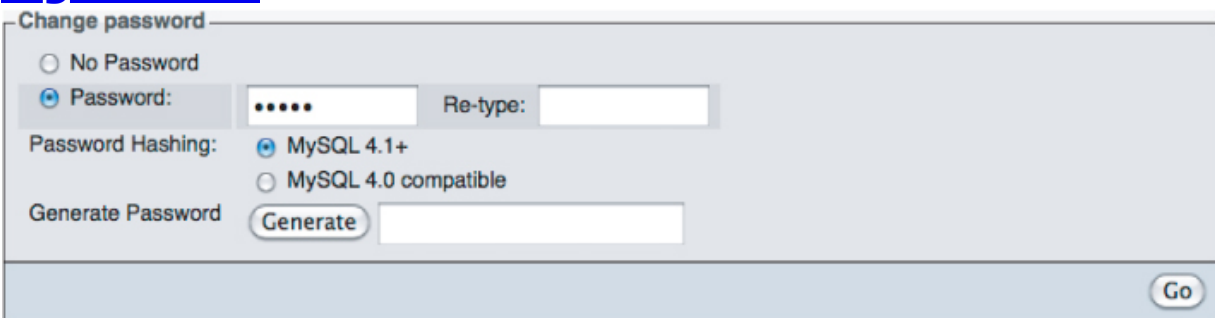 Change password
No Password
Password: ••••• Re-type:
Password Hashing: MySQL 4.1+
MySQL 4.0 compatible
Generate Password Generate
Go